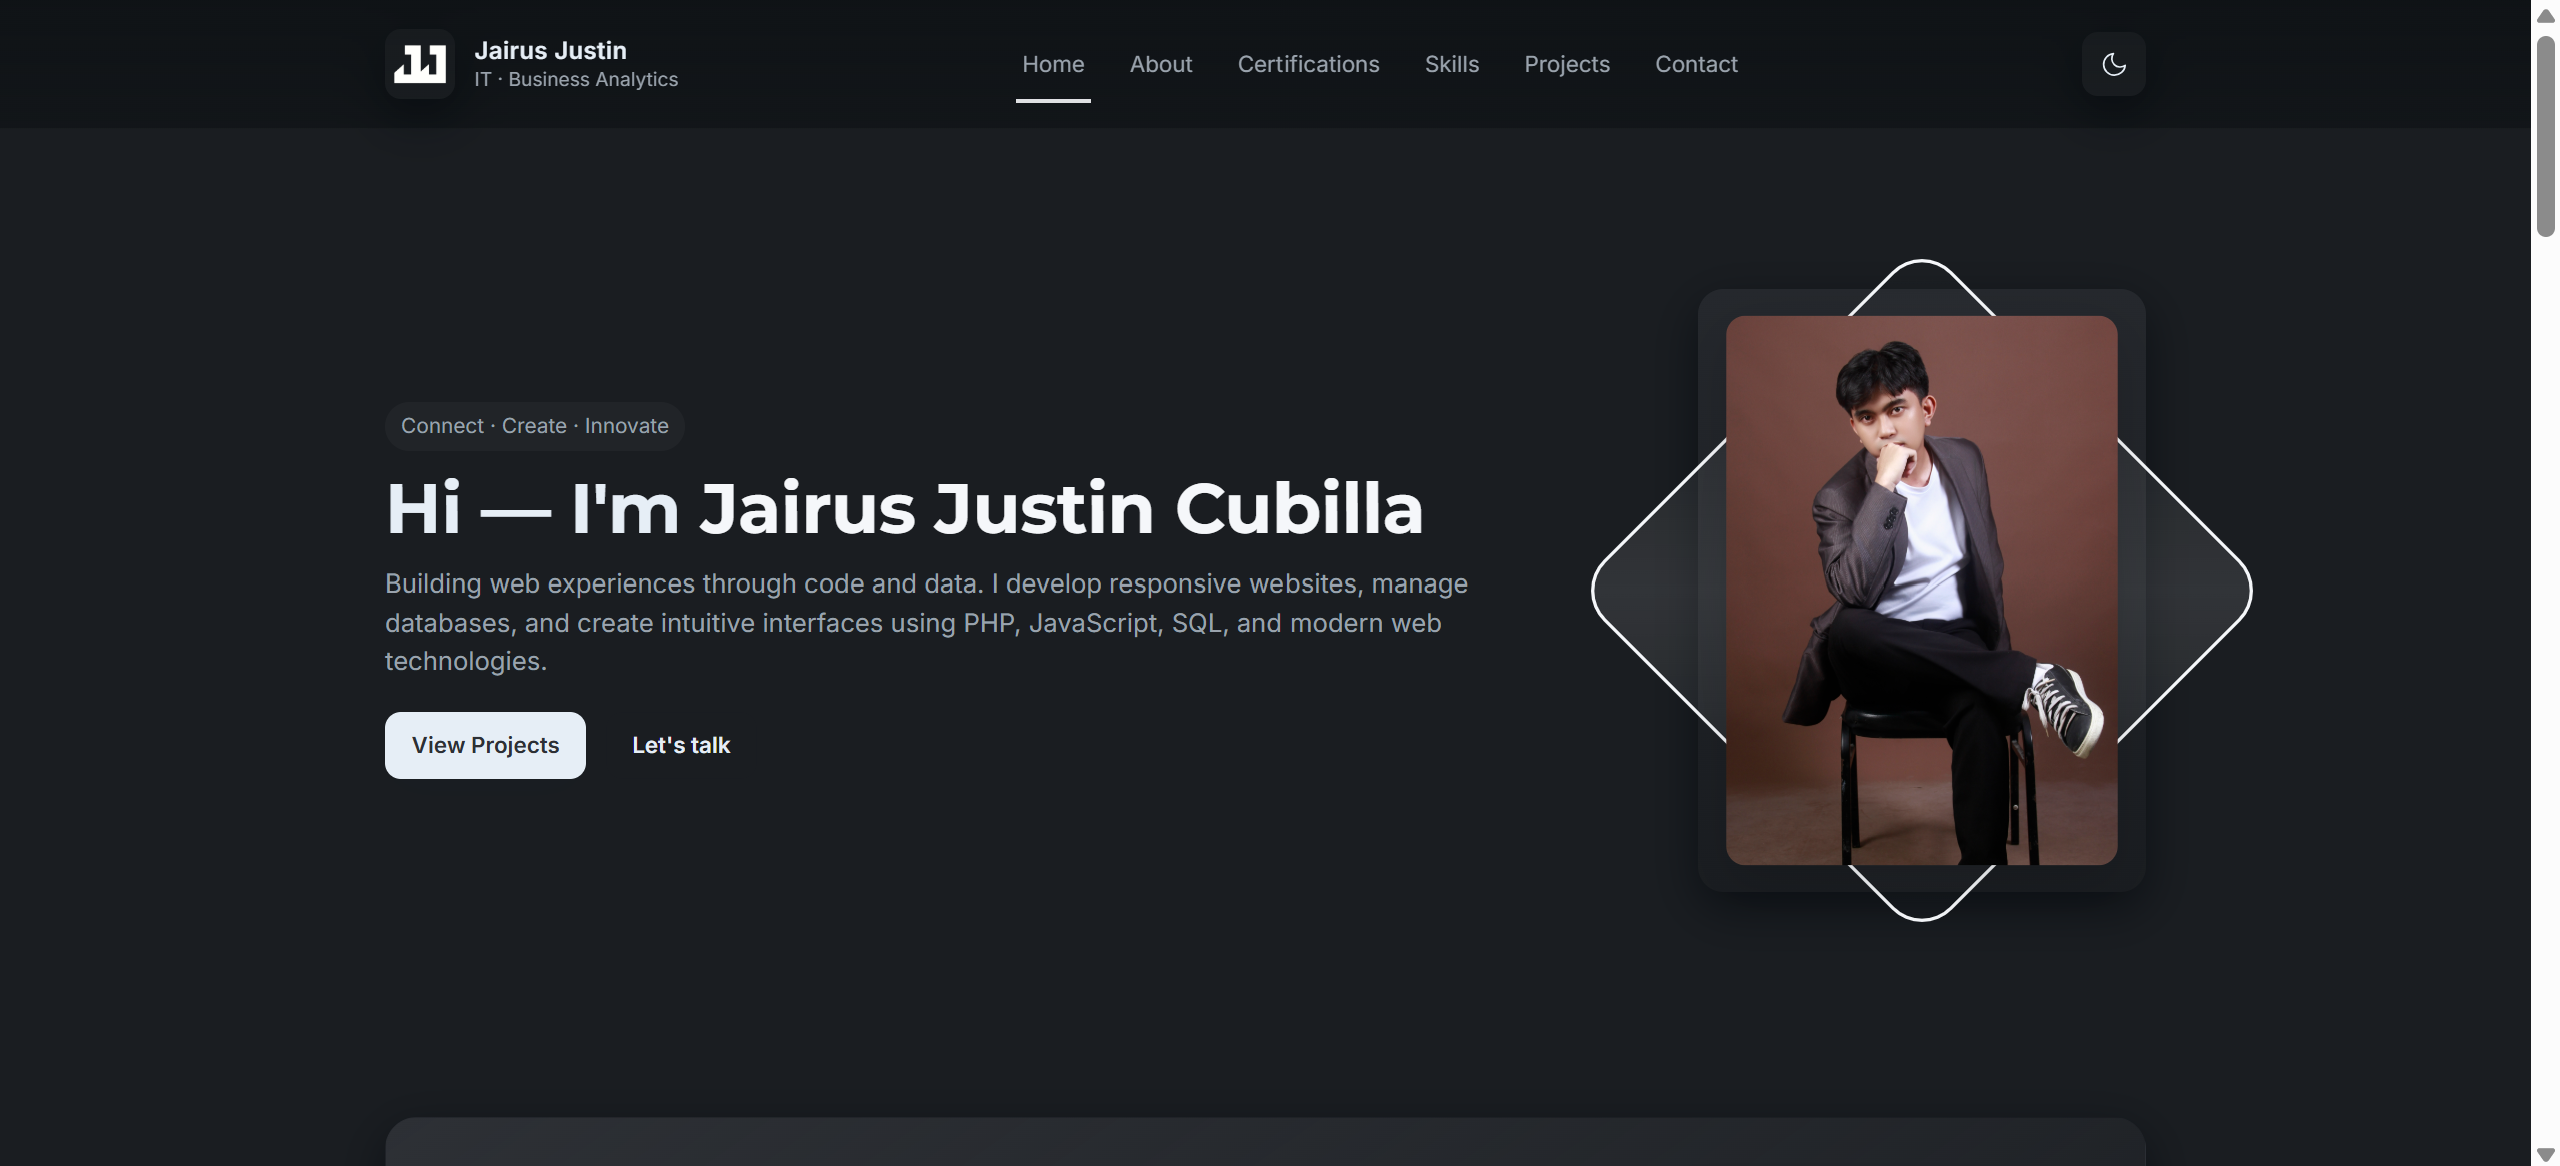 Jairus Justin
IT · Business Analytics
Home
About
Certifications
Skills
Projects
Contact
Connect · Create · Innovate
Hi — I'm Jairus Justin Cubilla
Building web experiences through code and data. I develop responsive websites, manage
databases, and create intuitive interfaces using PHP, JavaScript, SQL, and modern web
technologies.
View Projects
Let's talk